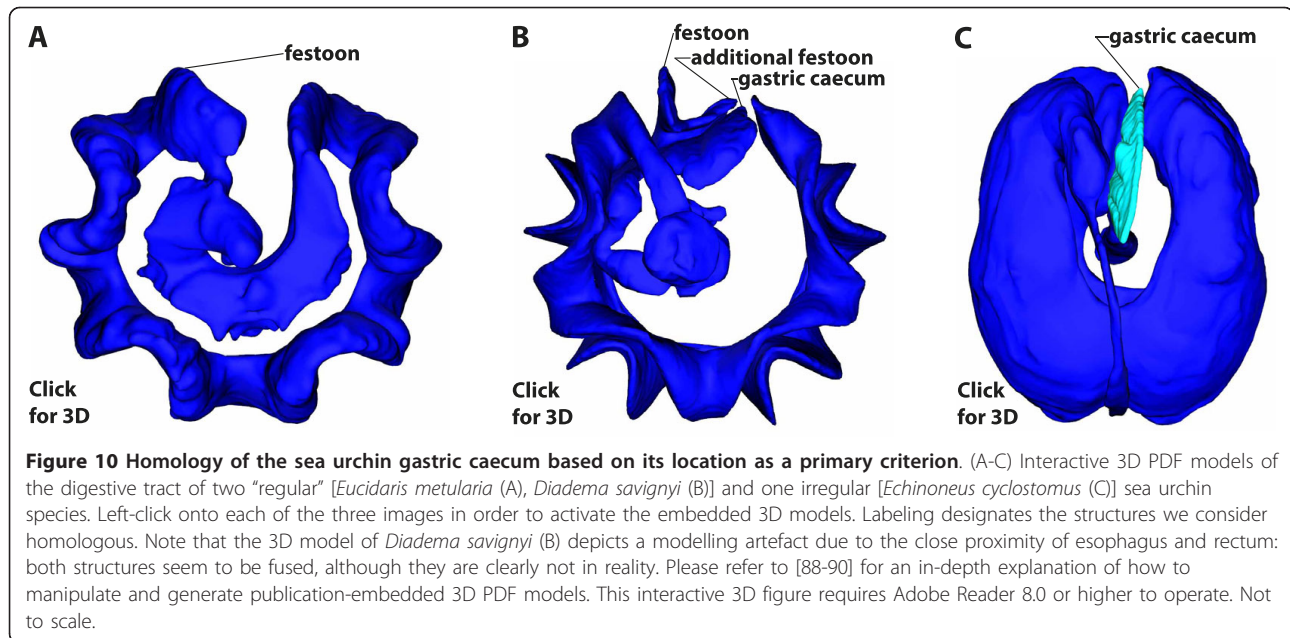 A
festoon
Click
for 3D
B
festoon
additional festoon
gastric caecum
Click
for 3D
C
gastric caecum
Click
for 3D
Figure 10 Homology of the sea urchin gastric caecum based on its location as a primary criterion. (A-C) Interactive 3D PDF models of
the digestive tract of two “regular” [Eucidaris metularia (A), Diadema savignyi (B)] and one irregular [Echinoneus cyclostomus (C)] sea urchin
species. Left-click onto each of the three images in order to activate the embedded 3D models. Labeling designates the structures we consider
homologous. Note that the 3D model of Diadema savignyi (B) depicts a modelling artefact due to the close proximity of esophagus and rectum:
both structures seem to be fused, although they are clearly not in reality. Please refer to [88-90] for an in-depth explanation of how to
manipulate and generate publication-embedded 3D PDF models. This interactive 3D figure requires Adobe Reader 8.0 or higher to operate. Not
to scale.